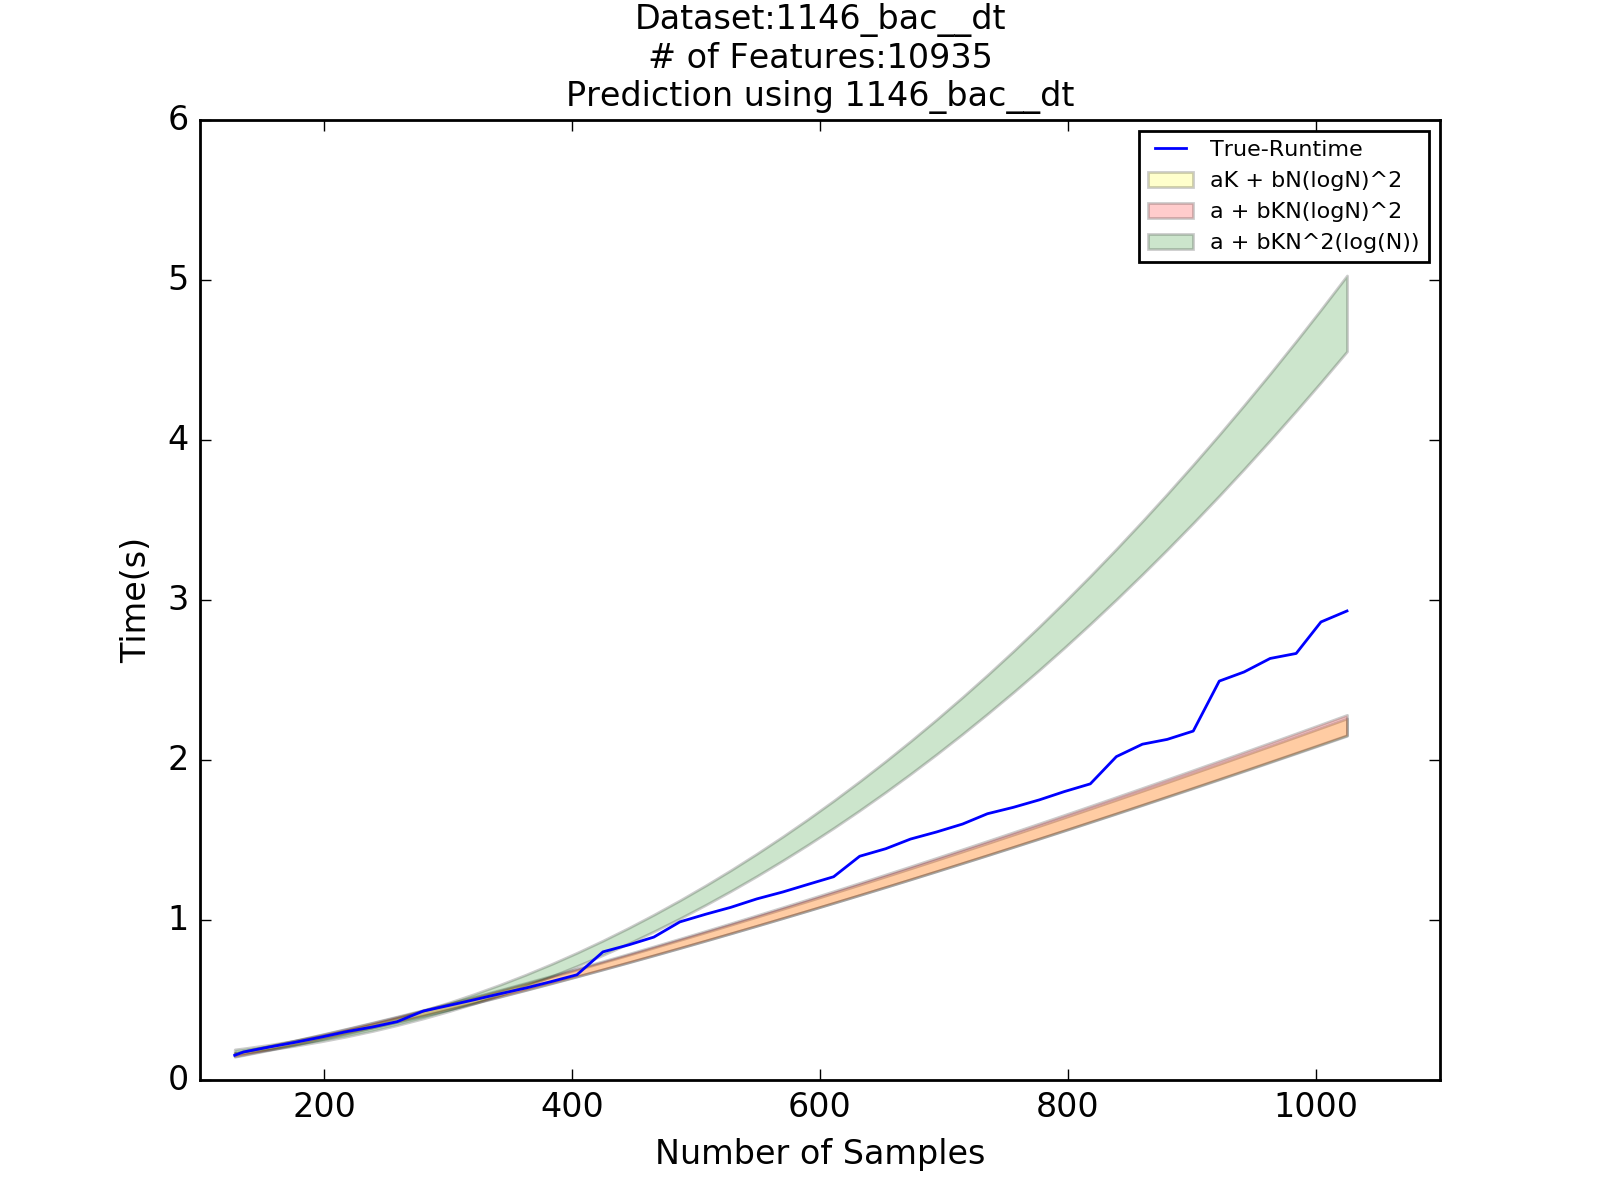 Dataset:1146_bac__dt
# of Features:10935
Prediction using 1146_bac__dt
6
5
4
3
2
1
0
Time(s)
True-Runtime
aK + bN(logN)^2
a + bKN(logN)^2
a + bKN^2(log(N))
200 400 600 800 1000
Number of Samples